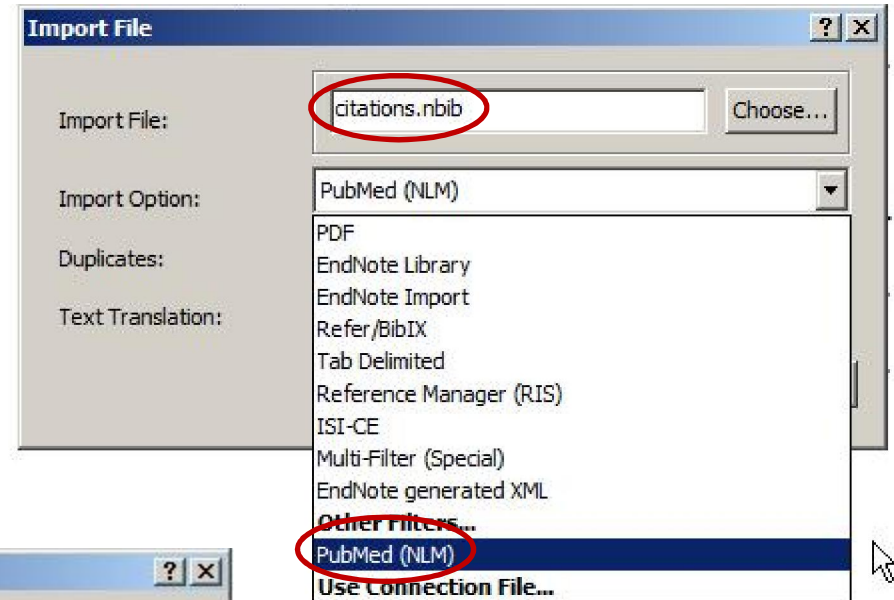 Import File
Import File:
citations.nbib
Choose...
Import Option:
PubMed (NLM)
Duplicates:
Text Translation:
PDF
EndNote Library
EndNote Import
Refer/BibIX
Tab Delimited
Reference Manager (RIS)
ISI-CE
Multi-Filter (Special)
EndNote generated XML
Other Filters...
PubMed (NLM)
Use Connection File...